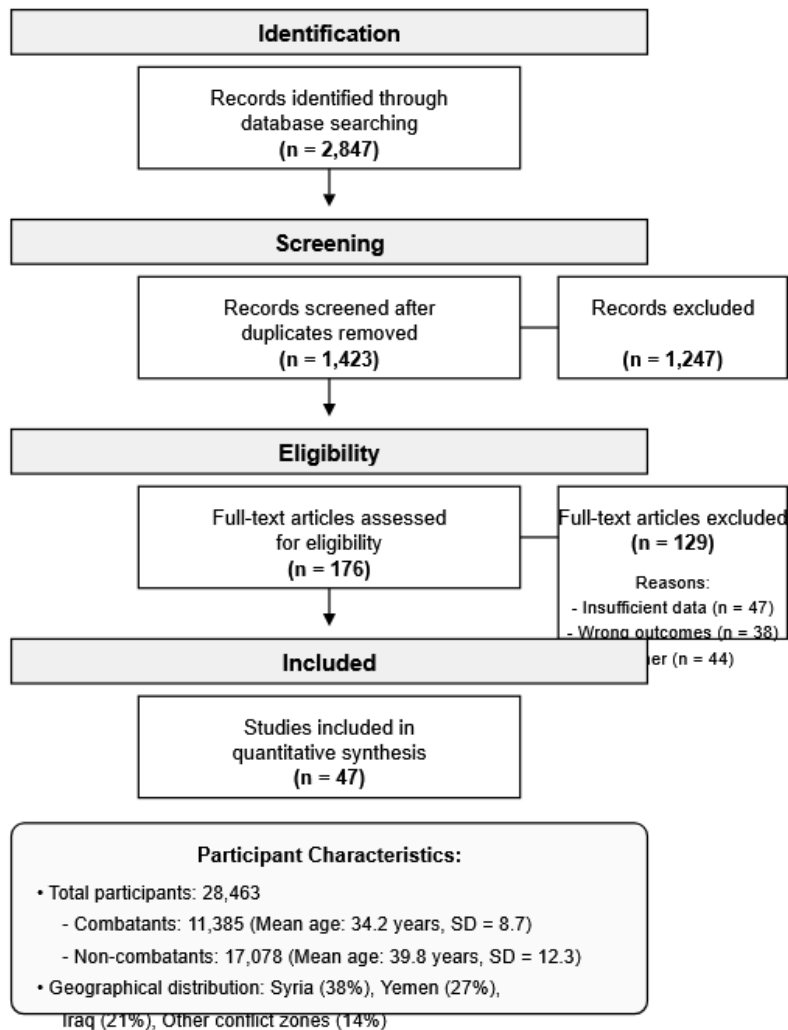 Identification
Records identified through
database searching
(n = 2,847)
Screening
Records screened after
duplicates removed
(n = 1,423)
Records excluded
(n = 1,247)
Eligibility
Full-text articles assessed
for eligibility
(n = 176)
Full-text articles excluded
(n = 129)
Reasons:
- Insufficient data (n = 47)
- Wrong outcomes (n = 38)
(n = 44)
Included
Studies included in
quantitative synthesis
(n = 47)
Participant Characteristics:
• Total participants: 28,463
- Combatants: 11,385 (Mean age: 34.2 years, SD = 8.7)
- Non-combatants: 17,078 (Mean age: 39.8 years, SD = 12.3)
• Geographical distribution: Syria (38%), Yemen (27%),
Iraq (21%), Other conflict zones (14%)